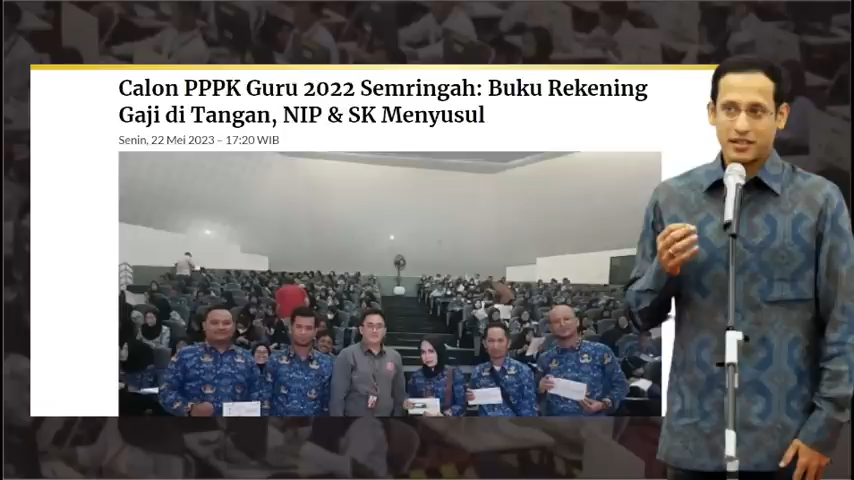 Calon PPPK Guru 2022 Semringah: Buku Rekening
Gaji di Tangan, NIP & SK Menyusul
Senin, 22 Mei 2023 – 17:20 WIB